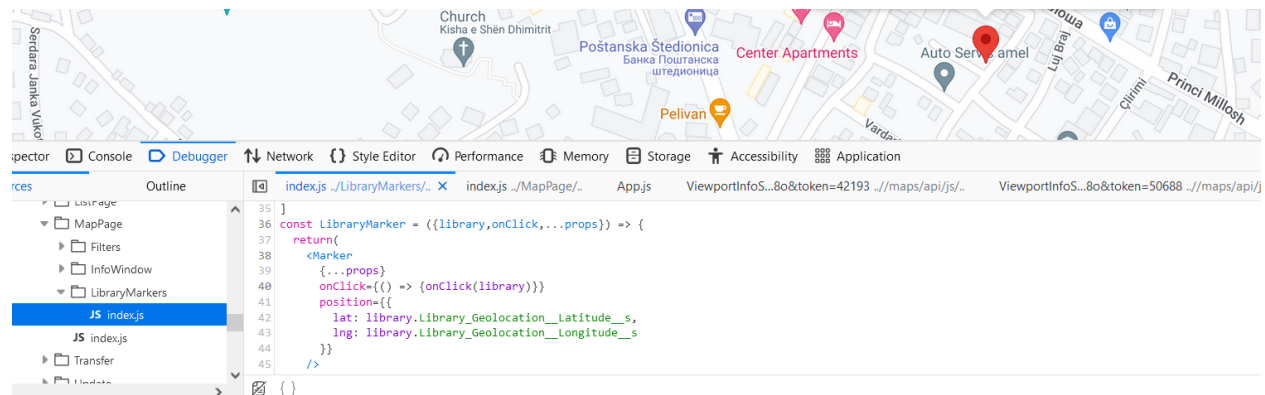 Church
Kisha e Shën Dhimitrit
Serdara Janka Vuko
Poštanska Štedionica
Банка Поштанска
штедионица
Center Apartments
Auto Serv amel
Luj Braj
Çlirimi
Princi Millosh
Pelivan
Varda
spector Console Debugger Network {} Style Editor Performance Memory Storage Accessibility Application
rces Outline index.js ../LibraryMarkers/.. index.js ../MapPage/.. App.js ViewportInfoS...8o&token=42193 ..//maps/api/js/.. ViewportInfoS...8o&token=50688 ..//maps/api/j
ListPage
MapPage
Filters
InfoWindow
LibraryMarkers
JS index.js
JS index.js
Transfer
Update
35 ]
36 const LibraryMarker = ({library,onClick,...props}) => {
37 return(
38 <Marker
39 {...props}
40 onClick={() => {onClick(library)}}
41 position={{
42 lat: library.Library_Geolocation__Latitude__s,
43 lng: library.Library_Geolocation__Longitude__s
44 }}
45 />
{ }